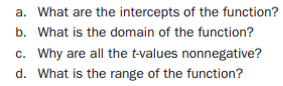 a. What are the intercepts of the function?
b. What is the domain of the function?
c. Why are all the t-values nonnegative?
d. What is the range of the function?